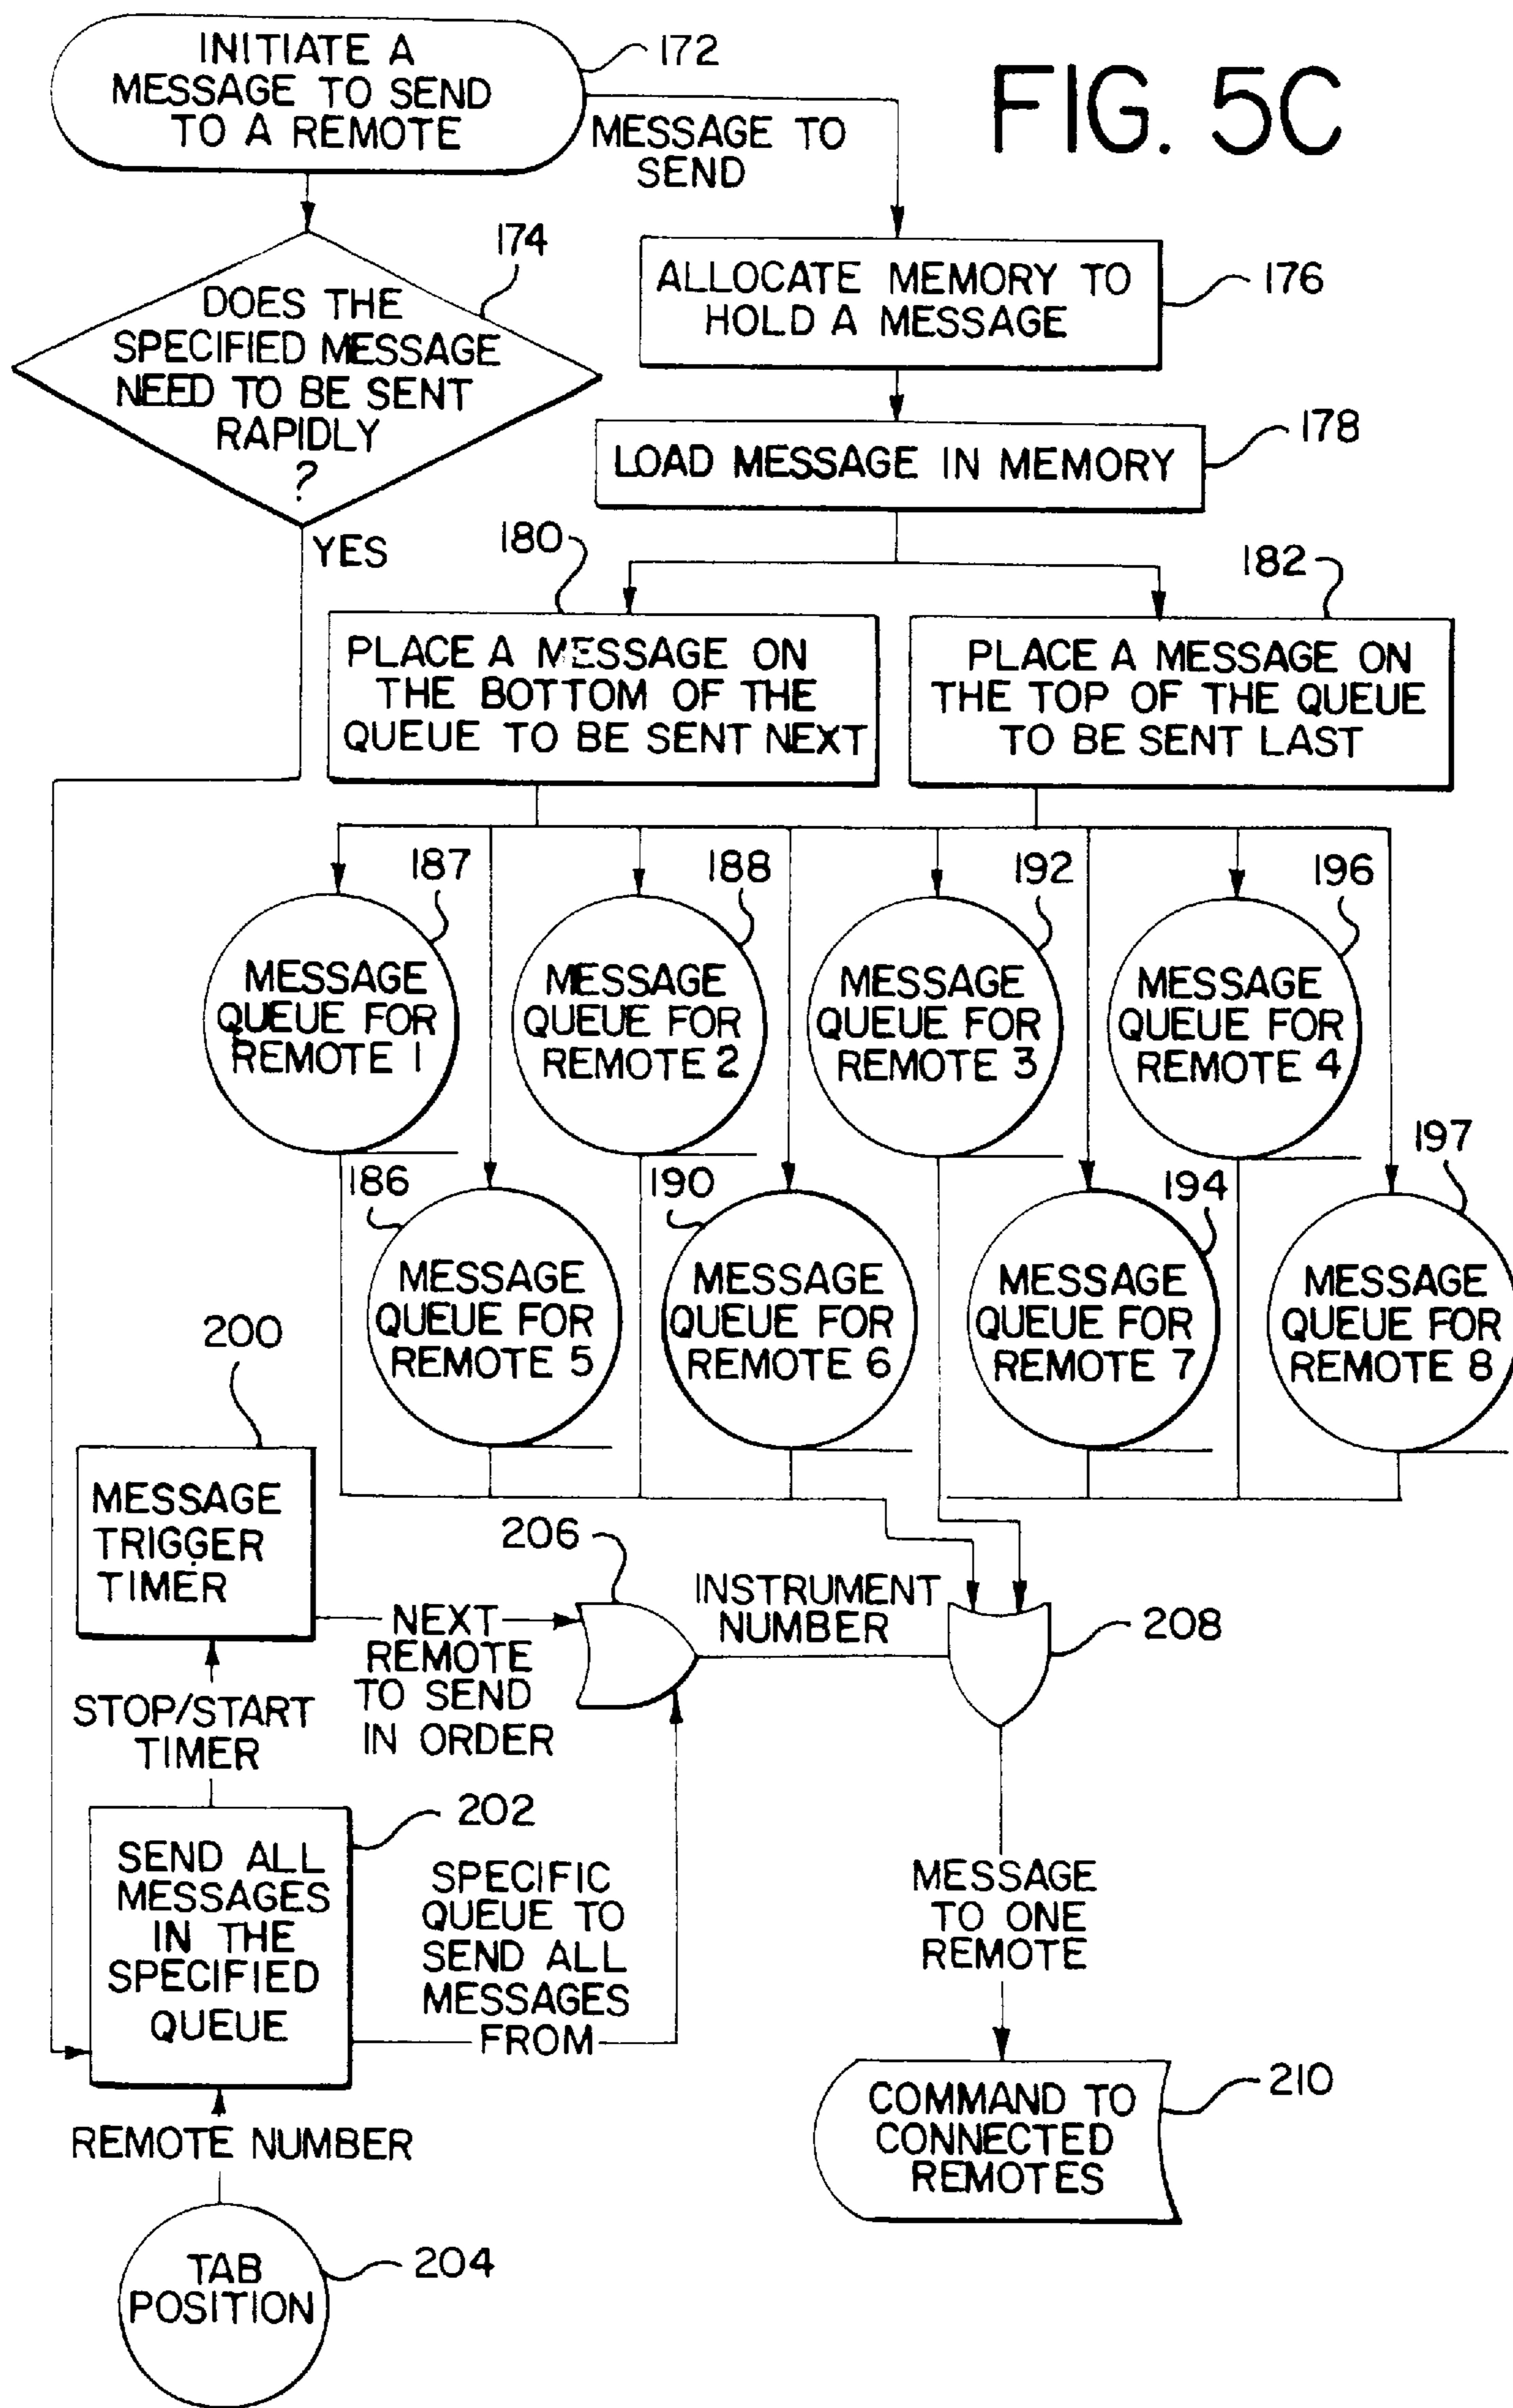 FIG. 5C
INITIATE A
MESSAGE TO SEND
TO A REMOTE
172
MESSAGE TO
SEND
174
DOES THE
SPECIFIED MESSAGE
NEED TO BE SENT
RAPIDLY
?
YES
ALLOCATE MEMORY TO
HOLD A MESSAGE
176
LOAD MESSAGE IN MEMORY
178
180
PLACE A MESSAGE ON
THE BOTTOM OF THE
QUEUE TO BE SENT NEXT
182
PLACE A MESSAGE ON
THE TOP OF THE QUEUE
TO BE SENT LAST
187
MESSAGE
QUEUE FOR
REMOTE 1
188
MESSAGE
QUEUE FOR
REMOTE 2
192
MESSAGE
QUEUE FOR
REMOTE 3
196
MESSAGE
QUEUE FOR
REMOTE 4
186
MESSAGE
QUEUE FOR
REMOTE 5
190
MESSAGE
QUEUE FOR
REMOTE 6
194
MESSAGE
QUEUE FOR
REMOTE 7
197
MESSAGE
QUEUE FOR
REMOTE 8
200
MESSAGE
TRIGGER
TIMER
NEXT
REMOTE
TO SEND
IN ORDER
206
INSTRUMENT
NUMBER
208
STOP/START
TIMER
202
SEND ALL
MESSAGES
IN THE
SPECIFIED
QUEUE
SPECIFIC
QUEUE TO
SEND ALL
MESSAGES
FROM
MESSAGE
TO ONE
REMOTE
REMOTE NUMBER
COMMAND TO
CONNECTED
REMOTES
210
TAB
POSITION
204